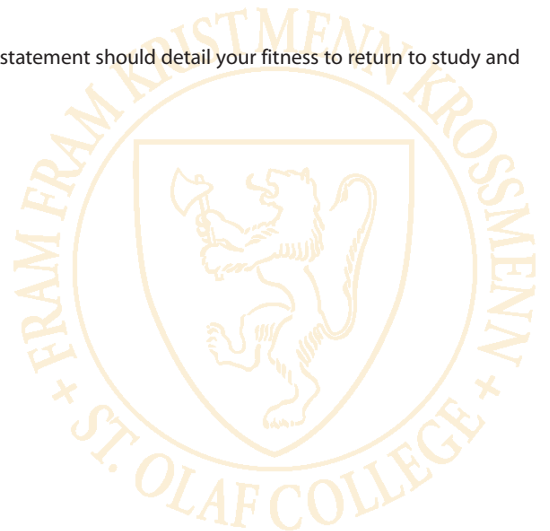 statement should detail your fitness to return to study and
FRAM FRAM KRISTMENN KROSSMENN
+ ST. OLAF COLLEGE +